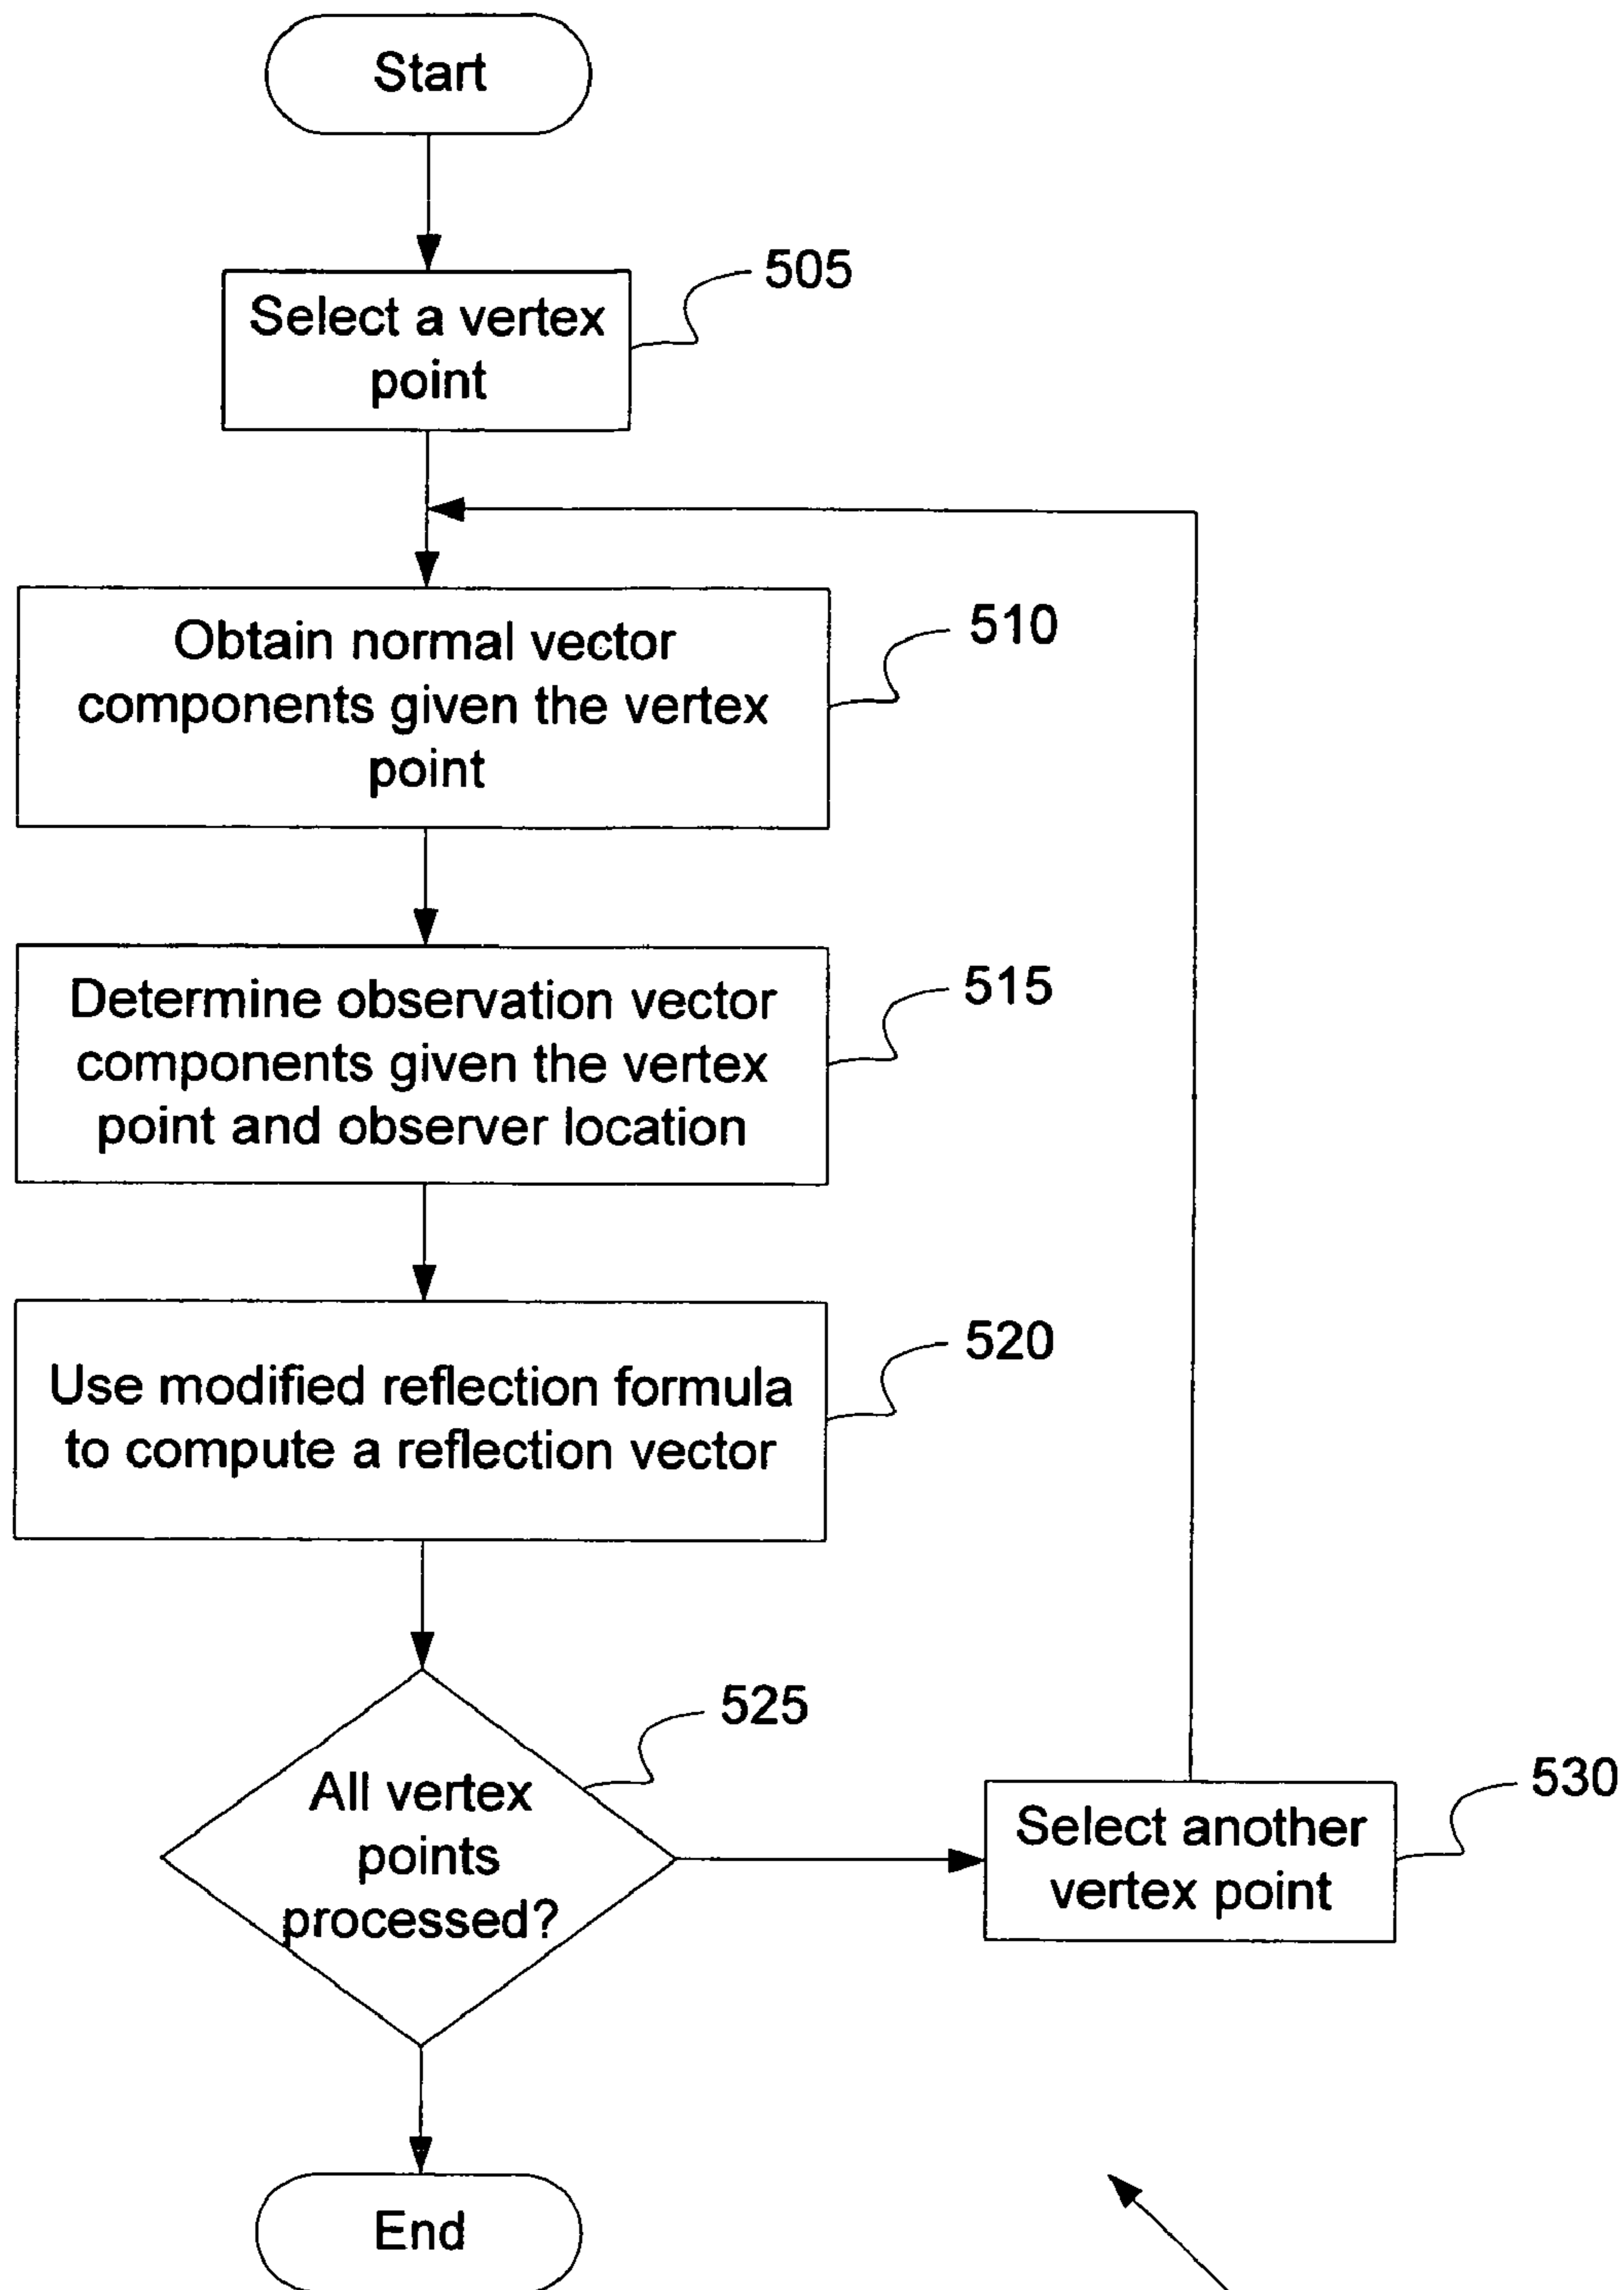 Start
505
Select a vertex
point
510
Obtain normal vector
components given the vertex
point
515
Determine observation vector
components given the vertex
point and observer location
520
Use modified reflection formula
to compute a reflection vector
525
All vertex
points
processed?
530
Select another
vertex point
End